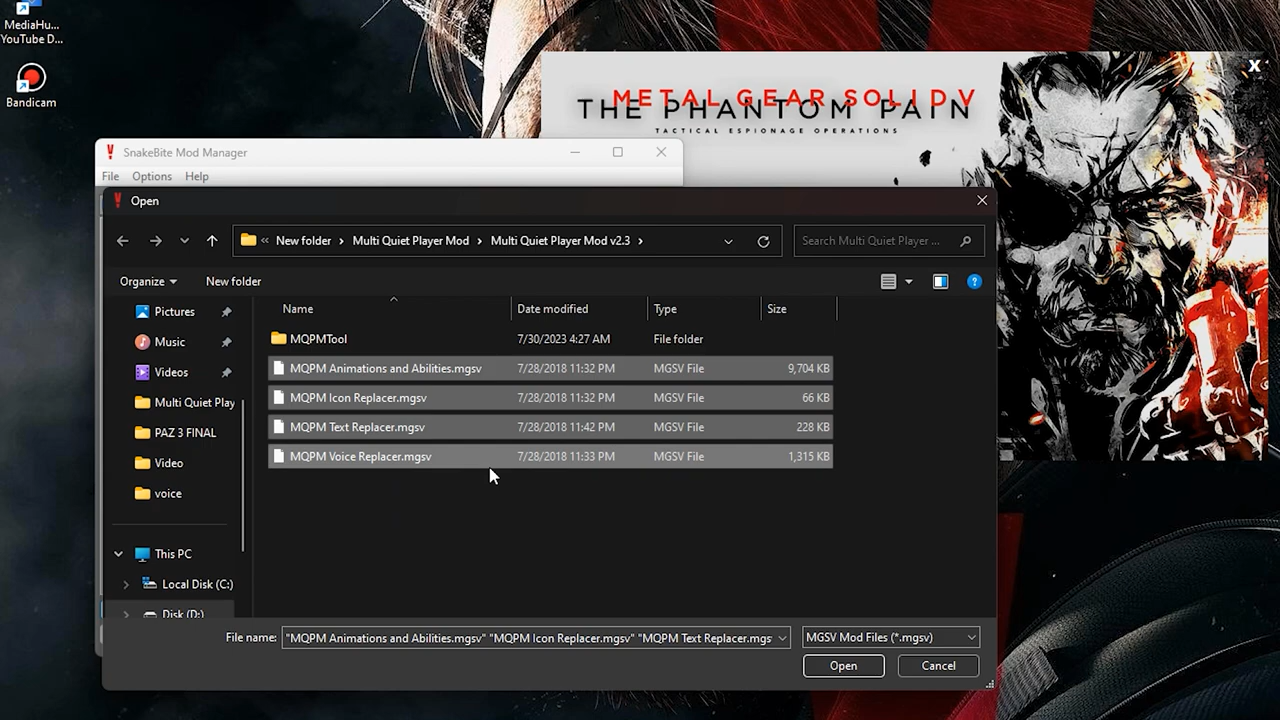 MediaHu...
YouTube D...
Bandicam
METAL GEAR SOLID V
THE PHANTOM PAIN
TACTICAL ESPIONAGE OPERATIONS
X
SnakeBite Mod Manager
File Options Help
Open
« New folder > Multi Quiet Player Mod > Multi Quiet Player Mod v2.3 >
Search Multi Quiet Player ...
Organize
New folder
Name Date modified Type Size
Pictures
Music
Videos
Multi Quiet Play
PAZ 3 FINAL
Video
voice
This PC
Local Disk (C:)
Disk (D:)
MQPMTool 7/30/2023 4:27 AM File folder
MQPM Animations and Abilities.mgsv 7/28/2018 11:32 PM MGSV File 9,704 KB
MQPM Icon Replacer.mgsv 7/28/2018 11:32 PM MGSV File 66 KB
MQPM Text Replacer.mgsv 7/28/2018 11:42 PM MGSV File 228 KB
MQPM Voice Replacer.mgsv 7/28/2018 11:33 PM MGSV File 1,315 KB
File name: "MQPM Animations and Abilities.mgsv" "MQPM Icon Replacer.mgsv" "MQPM Text Replacer.mgs
MGSV Mod Files (*.mgsv)
Open
Cancel